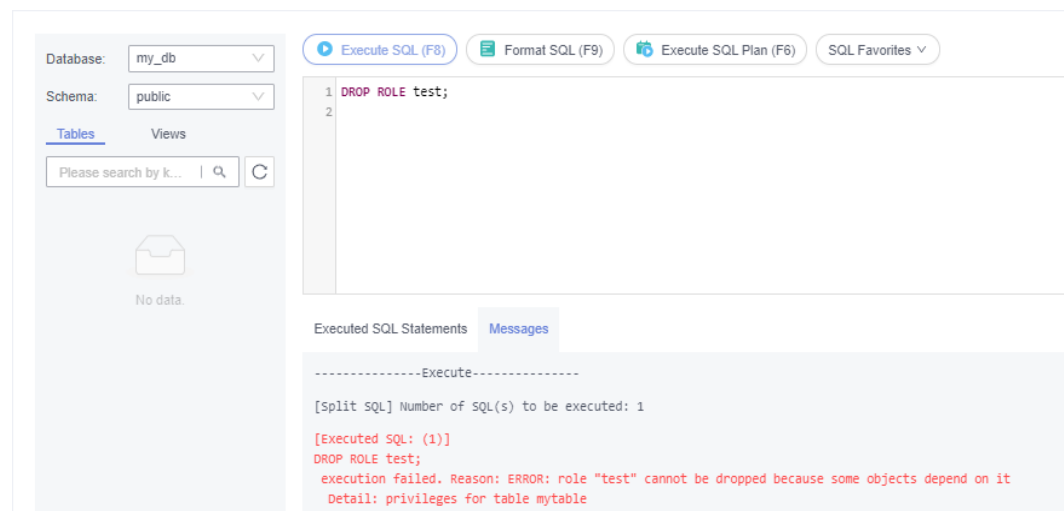 Database:
my_db
Schema:
public
Tables
Views
Please search by k...
No data.
Execute SQL (F8)
Format SQL (F9)
Execute SQL Plan (F6)
SQL Favorites
1 DROP ROLE test;
2
Executed SQL Statements
Messages
---------------Execute---------------
[Split SQL] Number of SQL(s) to be executed: 1
[Executed SQL: (1)]
DROP ROLE test;
execution failed. Reason: ERROR: role "test" cannot be dropped because some objects depend on it
Detail: privileges for table mytable